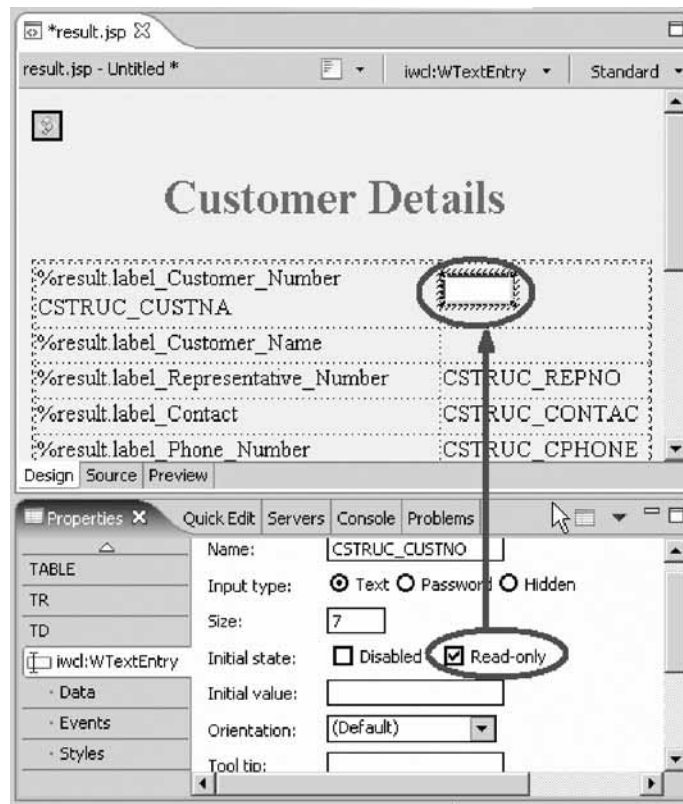 *result.jsp
result.jsp - Untitled * iwcl:WTextEntry Standard
Customer Details
%result.label_Customer_Number
CSTRUC_CUSTNA
%result.label_Customer_Name
%result.label_Representative_Number CSTRUC_REPNO
%result.label_Contact CSTRUC_CONTAC
%result.label_Phone_Number CSTRUC_CPHONE
Design Source Preview
Properties Quick Edit Servers Console Problems
TABLE
TR
TD
iwcl:WTextEntry
· Data
· Events
· Styles
Name: CSTRUC_CUSTNO
Input type: Text Password Hidden
Size: 7
Initial state: Disabled Read-only
Initial value:
Orientation: (Default)
Tool tip: